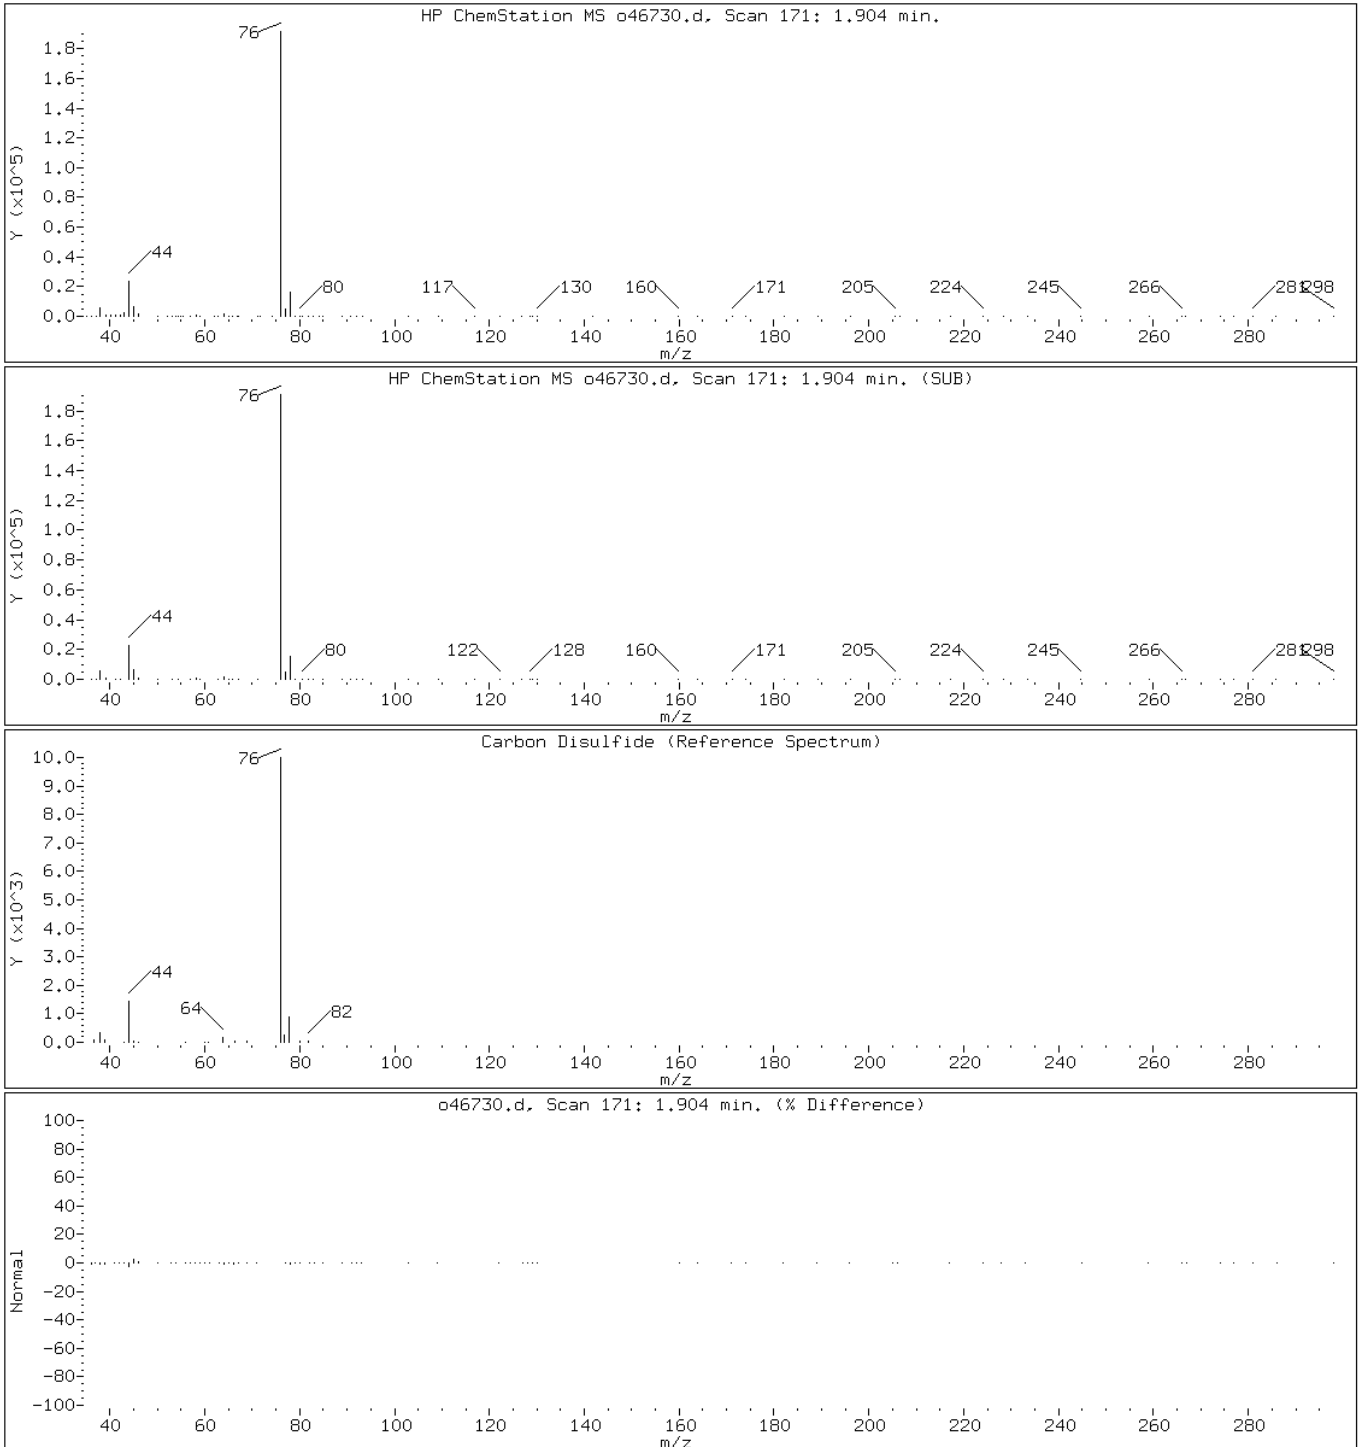 HP ChemStation MS o46730.d, Scan 171: 1.904 min.
76
1.8
1.6
1.4
1.2
1.0
0.8
0.6
0.4
0.2
0.0
Y (x10^5)
44
80 117 130 160 171 205 224 245 266 281 298
40 60 80 100 120 140 160 180 200 220 240 260 280
m/z
HP ChemStation MS o46730.d, Scan 171: 1.904 min. (SUB)
76
1.8
1.6
1.4
1.2
1.0
0.8
0.6
0.4
0.2
0.0
Y (x10^5)
44
80 122 128 160 171 205 224 245 266 281 298
40 60 80 100 120 140 160 180 200 220 240 260 280
m/z
Carbon Disulfide (Reference Spectrum)
76
10.0
9.0
8.0
7.0
6.0
5.0
4.0
3.0
2.0
1.0
0.0
Y (x10^3)
44
64 82
40 60 80 100 120 140 160 180 200 220 240 260 280
m/z
o46730.d, Scan 171: 1.904 min. (% Difference)
100
80
60
40
20
0
-20
-40
-60
-80
-100
Normal
40 60 80 100 120 140 160 180 200 220 240 260 280
m/z